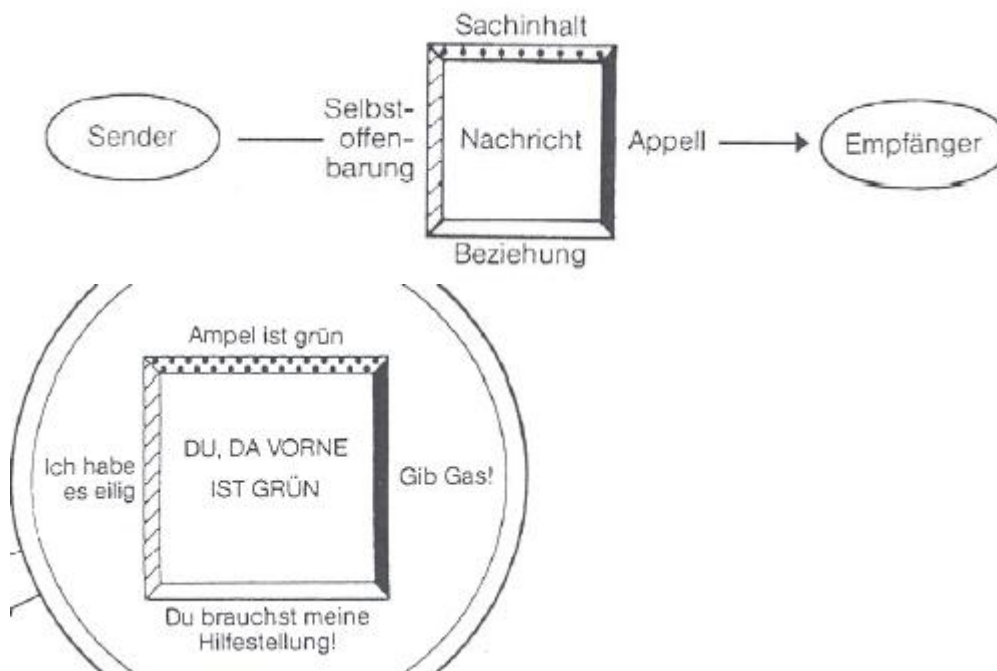 Sachinhalt
Sender
Selbst-
offen-
barung
Nachricht
Appell
Empfänger
Beziehung
Ampel ist grün
Ich habe
es eilig
DU, DA VORNE
IST GRÜN
Gib Gas!
Du brauchst meine
Hilfestellung!